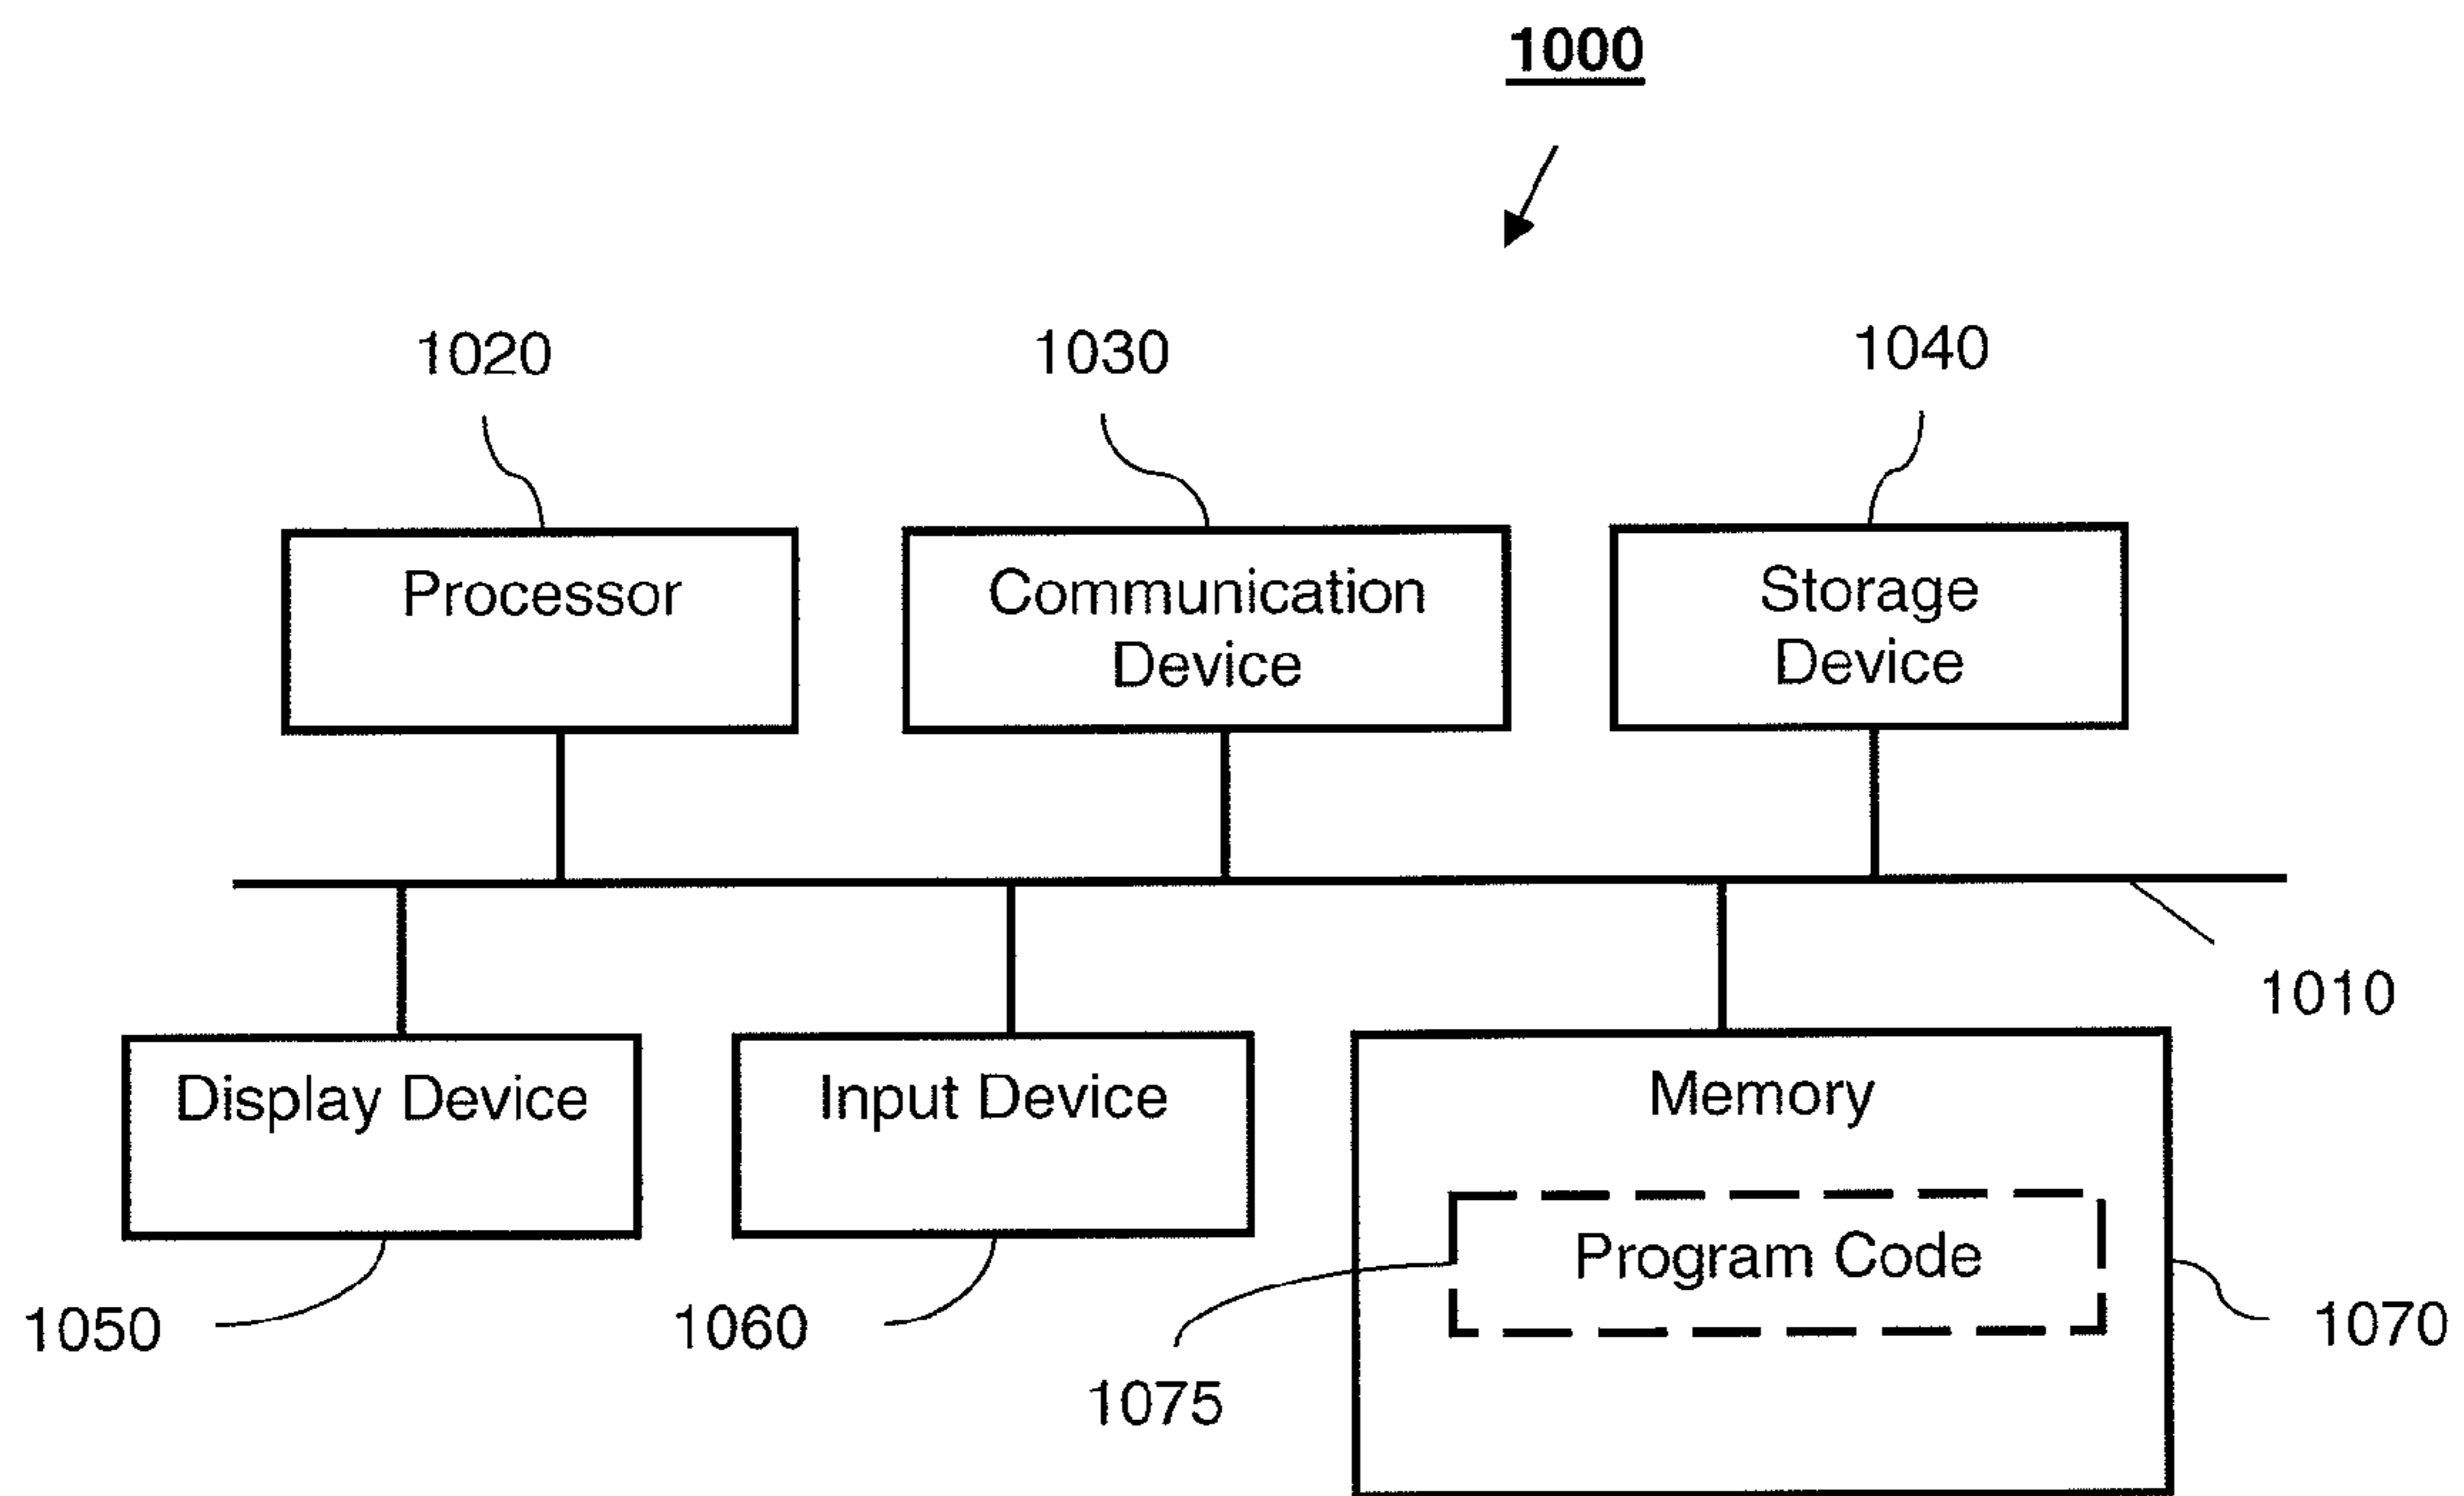 1000
1020
1030
1040
Processor
Communication
Device
Storage
Device
1010
Display Device
Input Device
Memory
Program Code
1050
1060
1075
1070